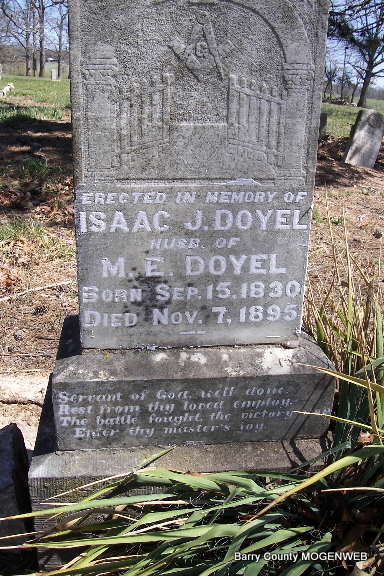 G
ERECTED IN MEMORY OF
ISAAC J. DOYEL
HUSB. OF
M. E. DOYEL
BORN SEP. 15, 1830
DIED NOV. 7, 1895
Servant of God, well done.
Rest from thy loved employ.
The battle fought, the victory
Enter thy master's joy.
Barry County MOGENWEB